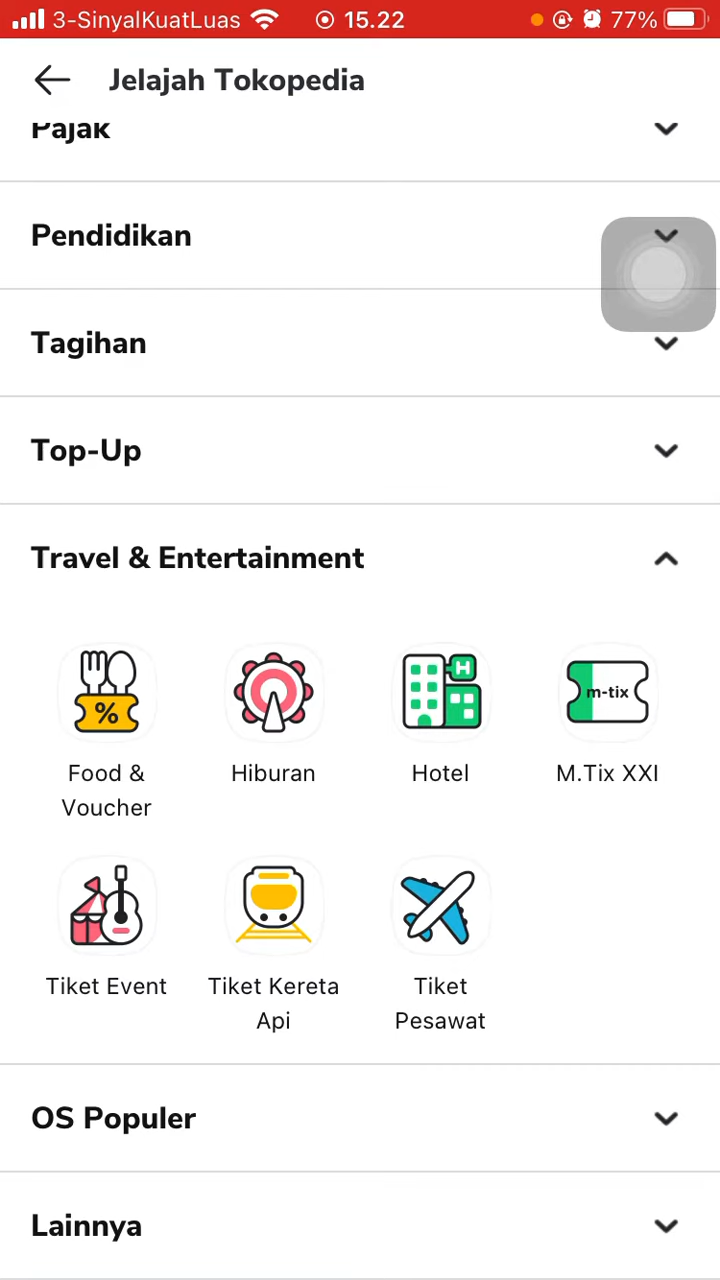 3-SinyalKuatLuas 15.22 77%
Jelajah Tokopedia
Pajak
Pendidikan
Tagihan
Top-Up
Travel & Entertainment
%
H
m-tix
Food &
Voucher
Hiburan
Hotel
M.Tix XXI
Tiket Event
Tiket Kereta
Api
Tiket
Pesawat
OS Populer
Lainnya